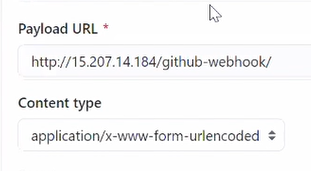 Payload URL *
http://15.207.14.184/github-webhook/
Content type
application/x-www-form-urlencoded